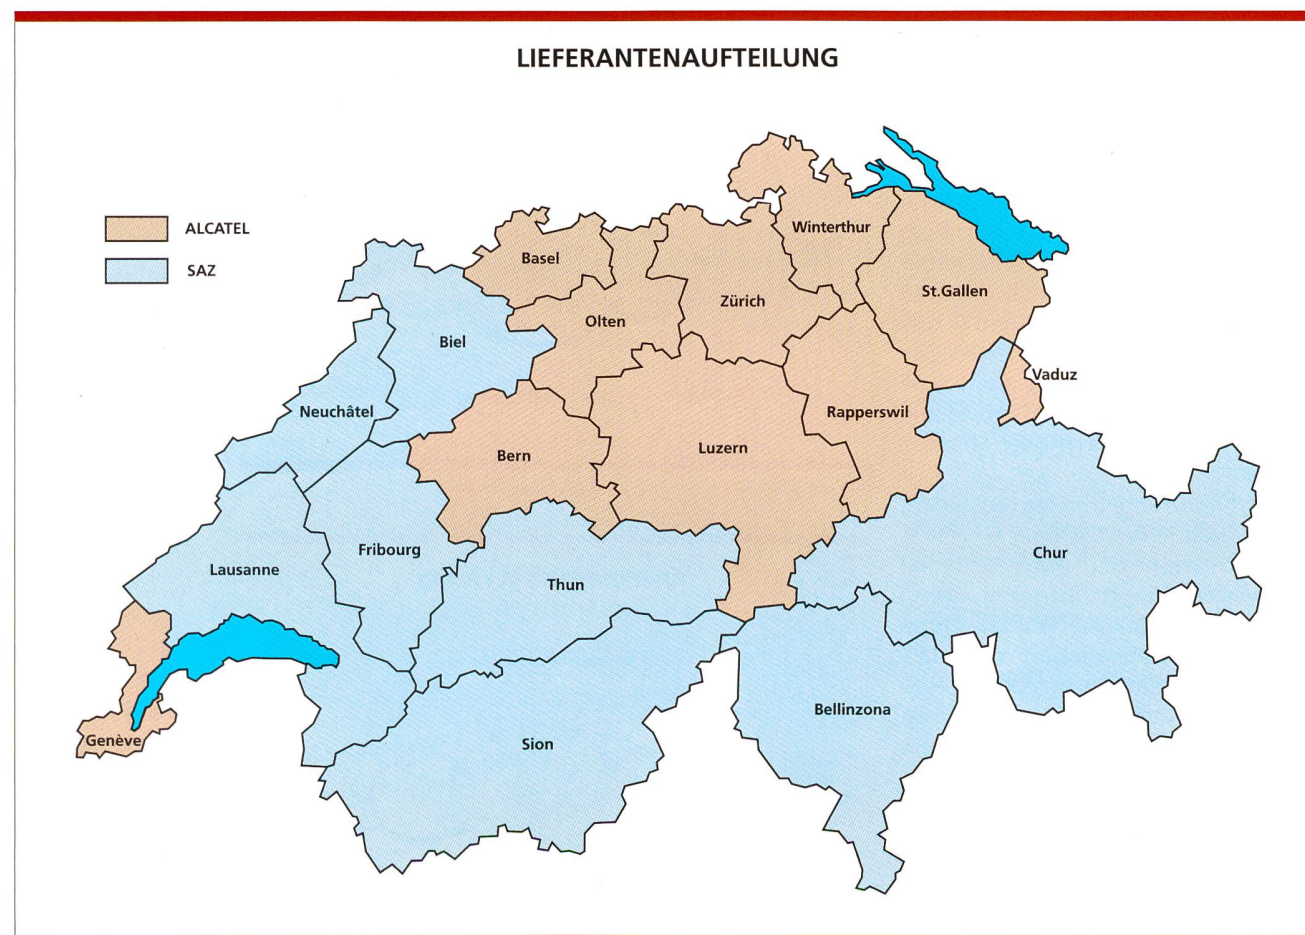 LIEFERANTENAUFTEILUNG
ALCATEL
SAZ
Winterthur
Basel
St.Gallen
Zürich
Olten
Biel
Vaduz
Neuchâtel
Rapperswil
Luzern
Bern
Fribourg
Chur
Lausanne
Thun
Bellinzona
Genève
Sion